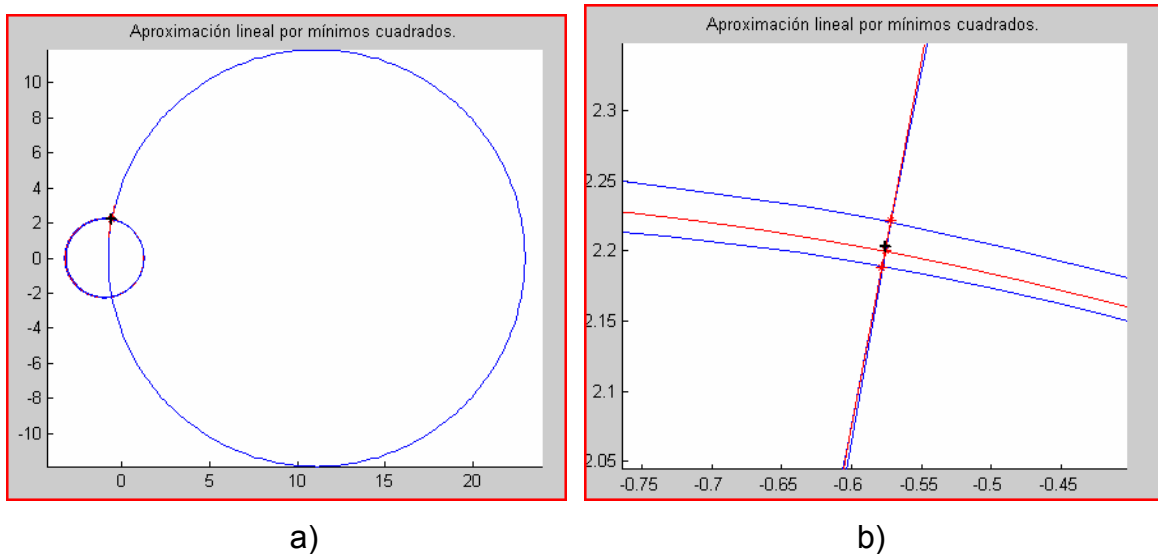 Aproximación lineal por mínimos cuadrados.
10
8
6
4
2
0
-2
-4
-6
-8
-10
0 5 10 15 20
a)
Aproximación lineal por mínimos cuadrados.
2.3
2.25
2.2
2.15
2.1
2.05
-0.75 -0.7 -0.65 -0.6 -0.55 -0.5 -0.45
b)